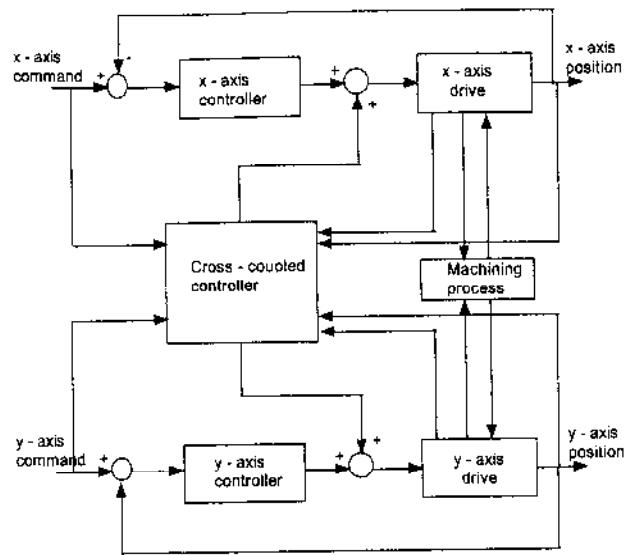 x - axis
command
+
-
x - axis
controller
+
+
x - axis
drive
x - axis
position
Cross - coupted
controller
Machining
process
y - axis
command
+
y - axis
controller
+
+
y - axis
drive
y - axis
position